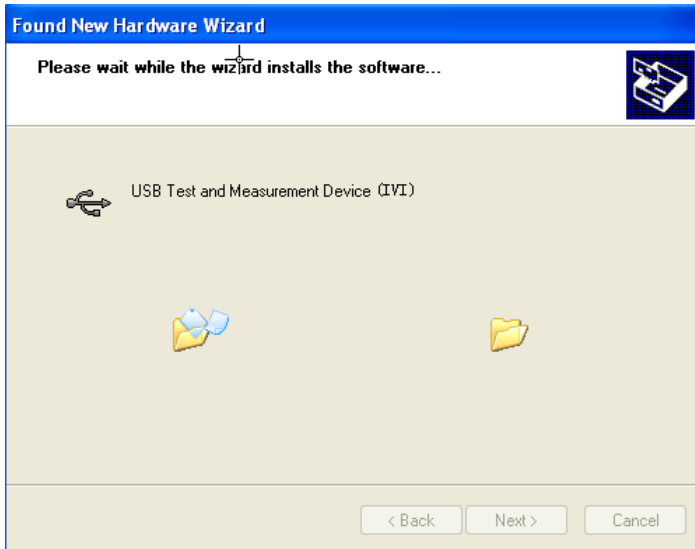 Found New Hardware Wizard
Please wait while the wizard installs the software...
USB Test and Measurement Device (IVI)
< Back
Next >
Cancel